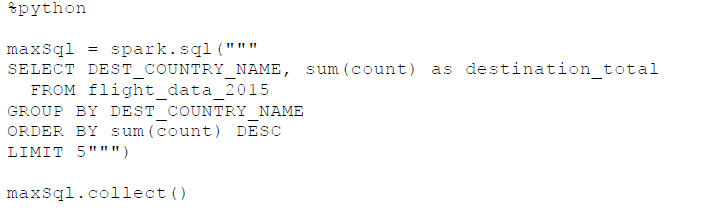 %python
maxSql = spark.sql("""
SELECT DEST_COUNTRY_NAME, sum(count) as destination_total
FROM flight_data_2015
GROUP BY DEST_COUNTRY_NAME
ORDER BY sum(count) DESC
LIMIT 5""")
maxSql.collect()